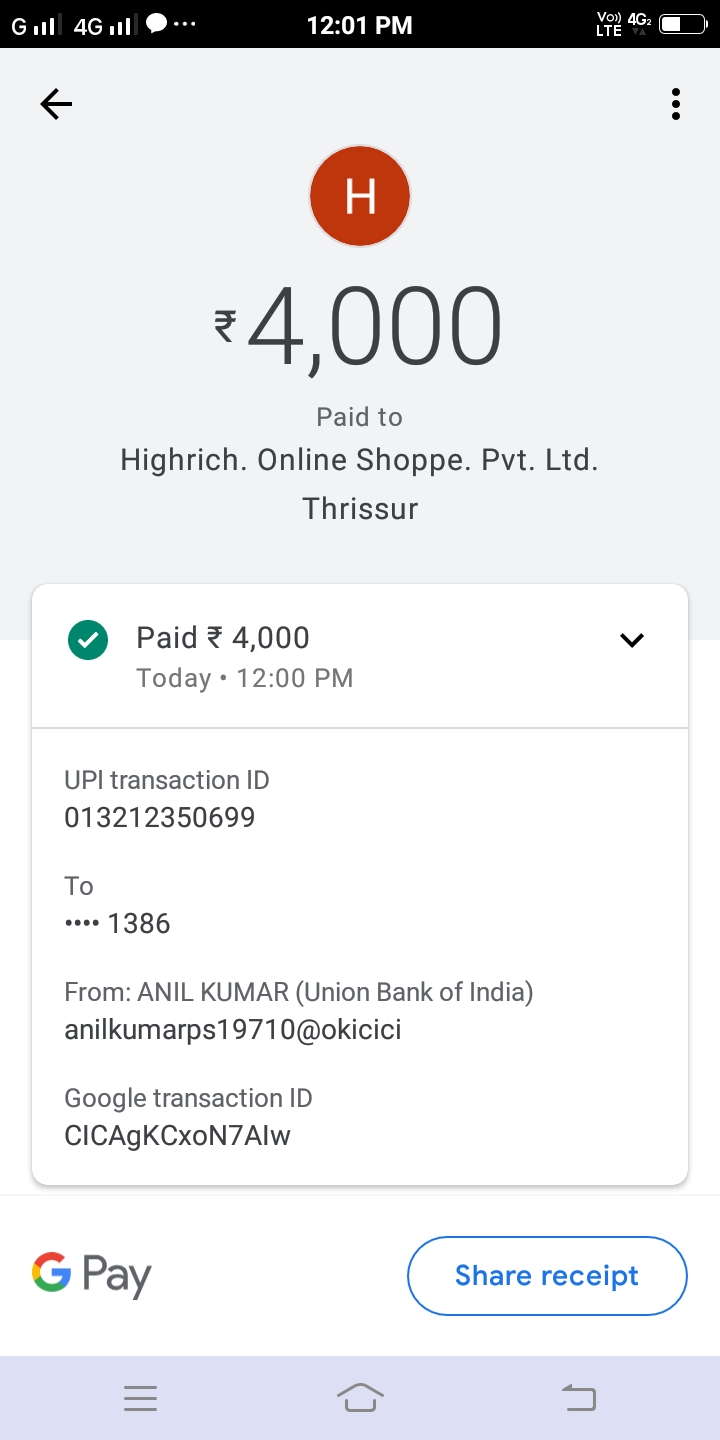 G 4G 12:01 PM Vo)) LTE 4G2
H
₹4,000
Paid to
Highrich. Online Shoppe. Pvt. Ltd.
Thrissur
Paid ₹ 4,000
Today • 12:00 PM
UPI transaction ID
013212350699
To
•••• 1386
From: ANIL KUMAR (Union Bank of India)
anilkumarps19710@okicici
Google transaction ID
CICAgKCxoN7AIw
G Pay
Share receipt